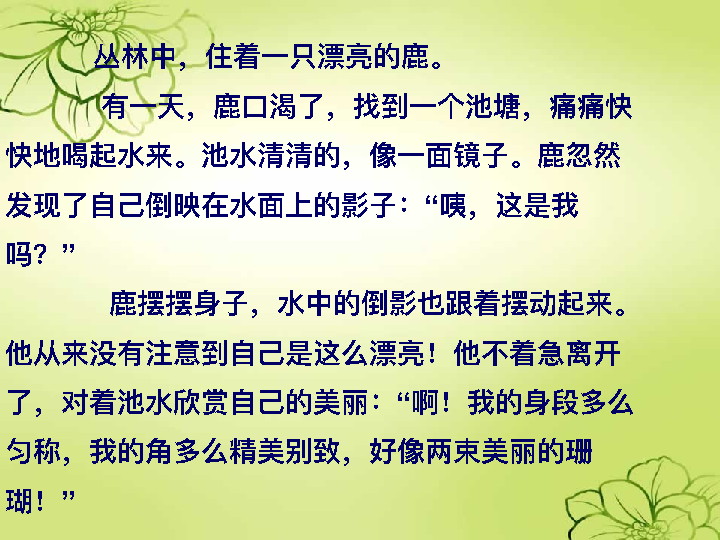 丛林中，住着一只漂亮的鹿。
有一天，鹿口渴了，找到一个池塘，痛痛快
快地喝起水来。池水清清的，像一面镜子。鹿忽然
发现了自己倒映在水面上的影子：“咦，这是我
吗？”
鹿摆摆身子，水中的倒影也跟着摆动起来。
他从来没有注意到自己是这么漂亮！他不着急离开
了，对着池水欣赏自己的美丽：“啊！我的身段多么
匀称，我的角多么精美别致，好像两束美丽的珊
瑚！”